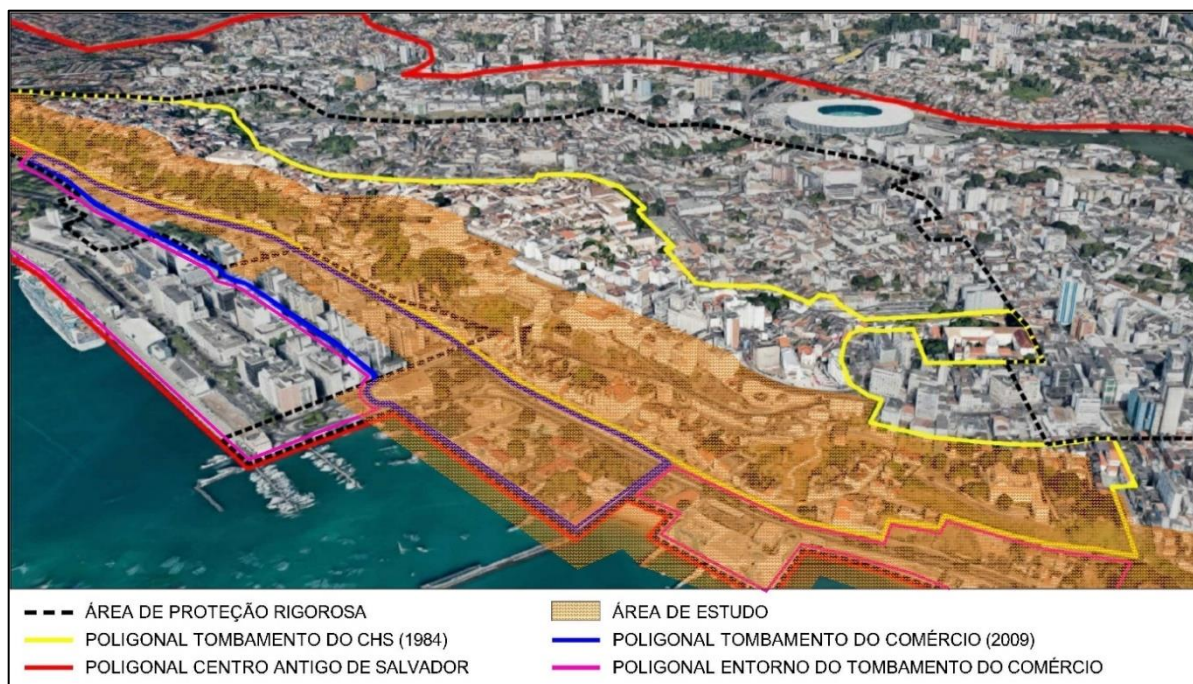 ÁREA DE PROTEÇÃO RIGOROSA
POLIGONAL TOMBAMENTO DO CHS (1984)
POLIGONAL CENTRO ANTIGO DE SALVADOR
ÁREA DE ESTUDO
POLIGONAL TOMBAMENTO DO COMÉRCIO (2009)
POLIGONAL ENTORNO DO TOMBAMENTO DO COMÉRCIO